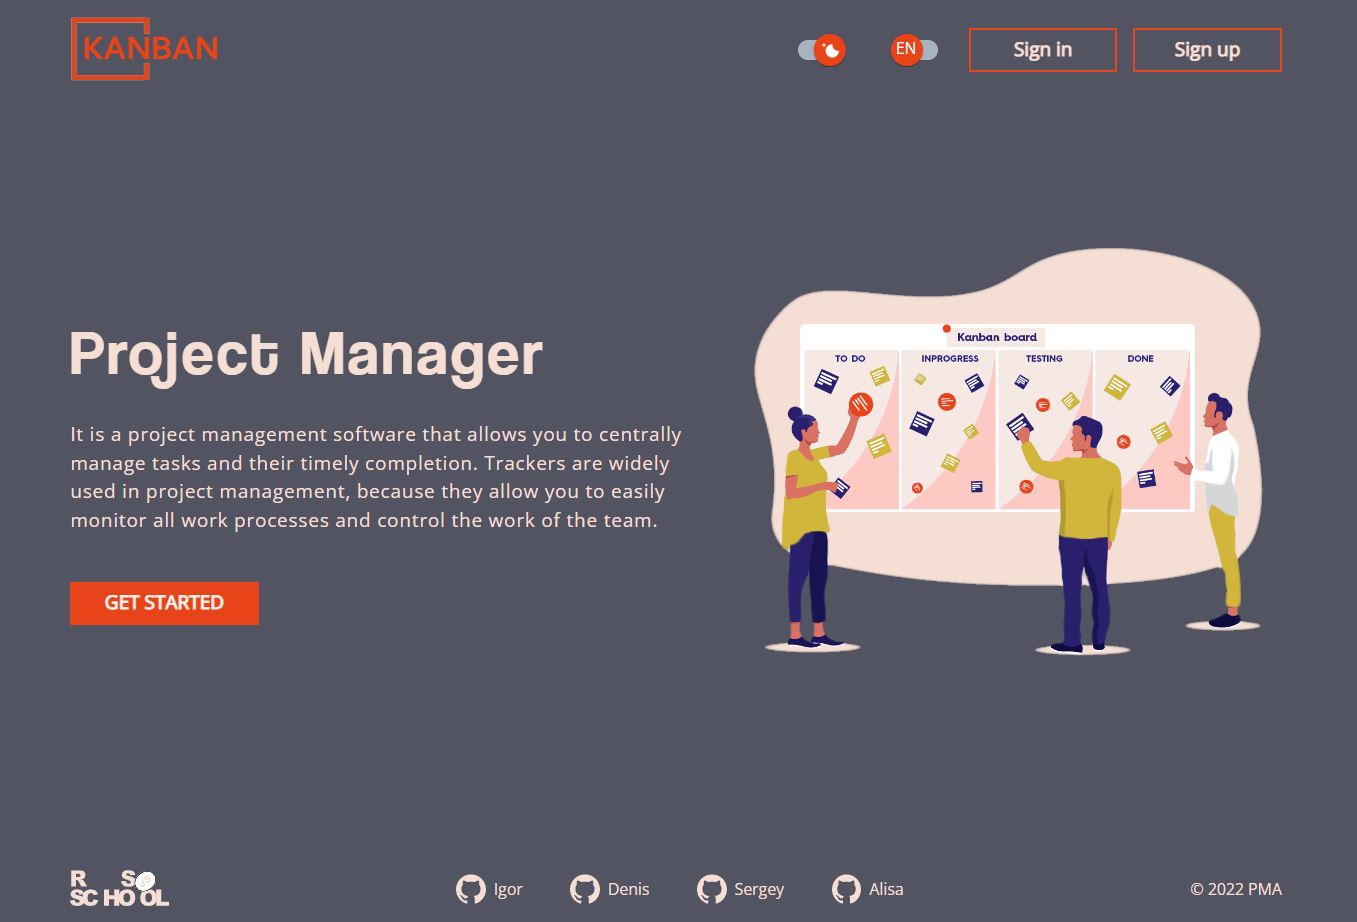 KANBAN
EN
Sign in
Sign up
Project Manager
It is a project management software that allows you to centrally
manage tasks and their timely completion. Trackers are widely
used in project management, because they allow you to easily
monitor all work processes and control the work of the team.
GET STARTED
Kanban board
TO DO
INPROGRESS
TESTING
DONE
R S
SCHOOL
Igor
Denis
Sergey
Alisa
© 2022 PMA